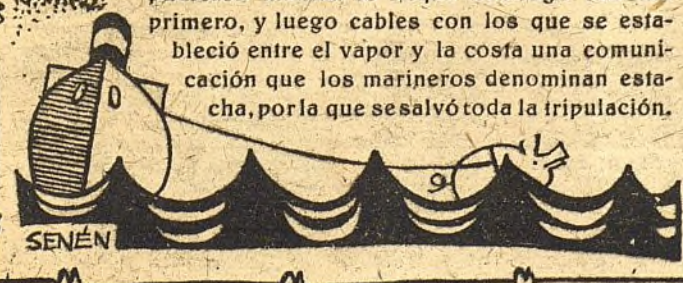 primero, y luego cables con los que se esta-
bleció entre el vapor y la costa una comuni-
cación que los marineros denominan esta-
cha, por la que se salvó toda la tripulación.
SENÉN